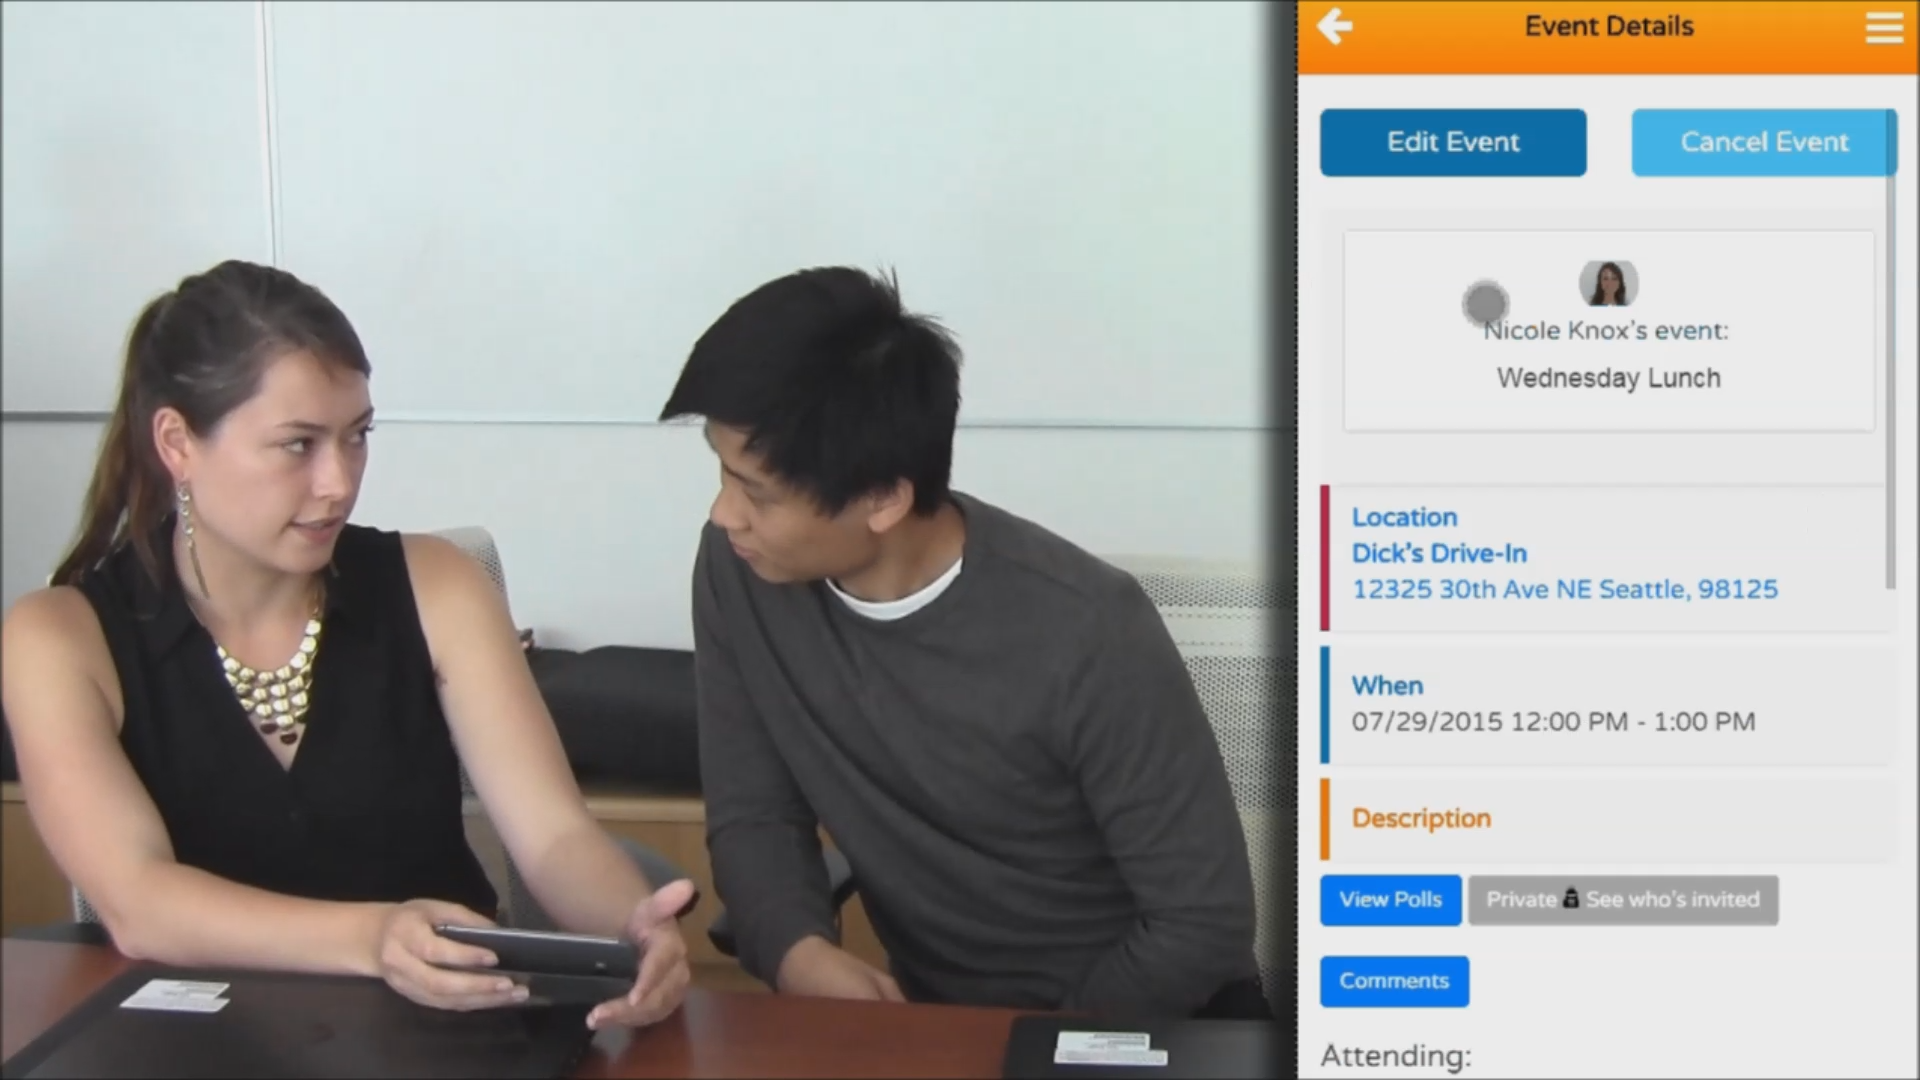 Event Details
Edit Event
Cancel Event
Nicole Knox's event:
Wednesday Lunch
Location
Dick's Drive-In
12325 30th Ave NE Seattle, 98125
When
07/29/2015 12:00 PM - 1:00 PM
Description
View Polls
Private See who's invited
Comments
Attending: